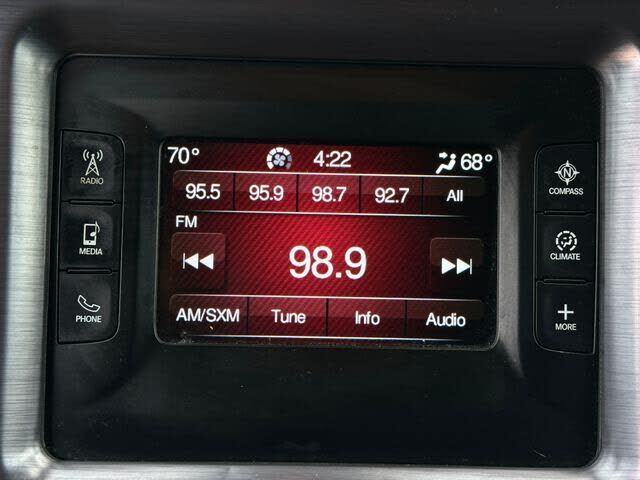 70° 4:22 68°
95.5 95.9 98.7 92.7 All
FM
98.9
AM/SXM Tune Info Audio
RADIO
MEDIA
PHONE
COMPASS
CLIMATE
MORE